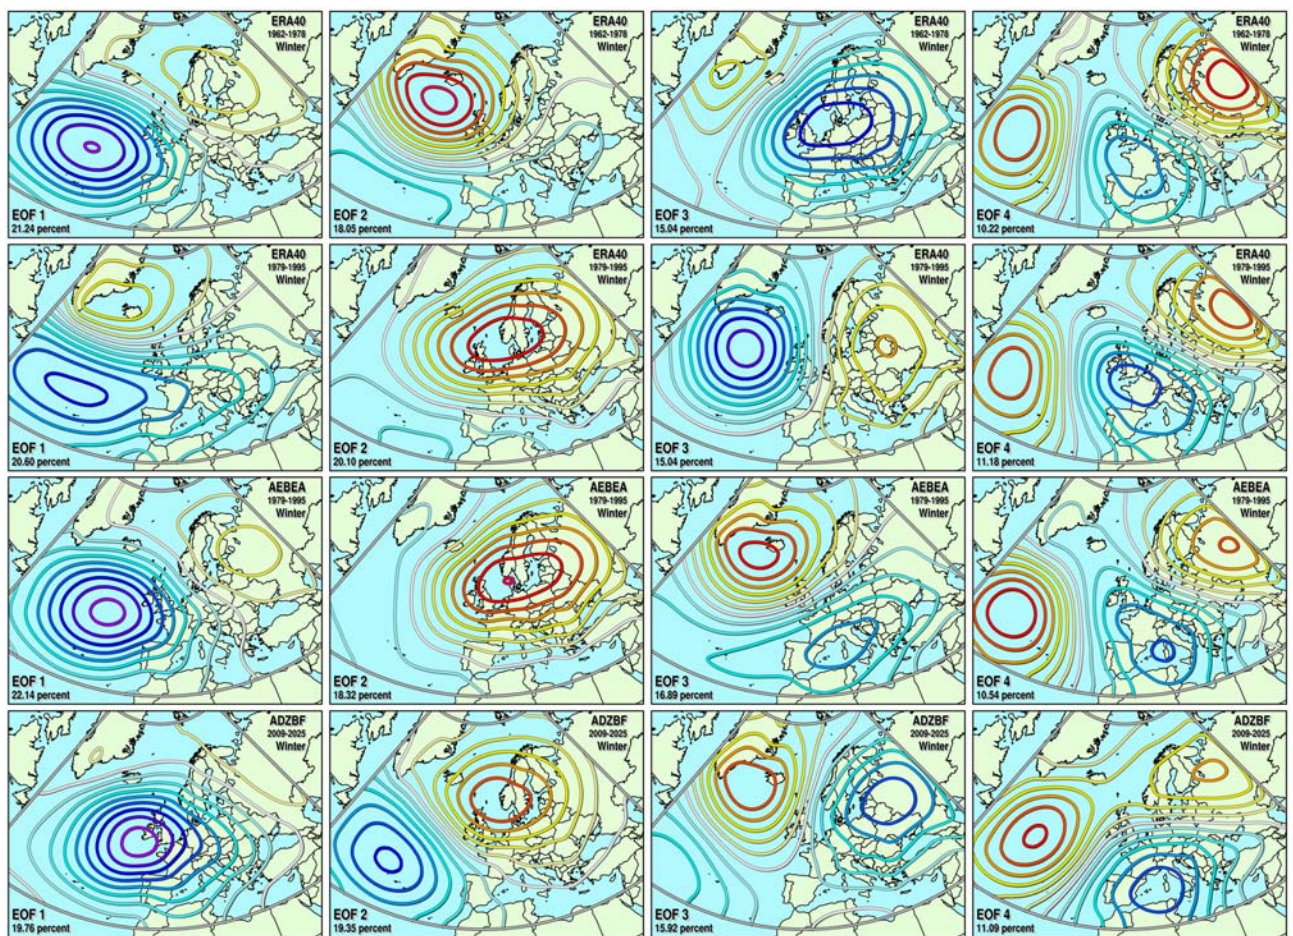 ERA40
1962-1978
Winter
EOF 1
21.24 percent
ERA40
1962-1978
Winter
EOF 2
18.05 percent
ERA40
1962-1978
Winter
EOF 3
15.04 percent
ERA40
1962-1978
Winter
EOF 4
10.22 percent
ERA40
1979-1995
Winter
EOF 1
20.60 percent
ERA40
1979-1995
Winter
EOF 2
20.10 percent
ERA40
1979-1995
Winter
EOF 3
15.04 percent
ERA40
1979-1995
Winter
EOF 4
11.18 percent
AEBEA
1979-1995
Winter
EOF 1
22.14 percent
AEBEA
1979-1995
Winter
EOF 2
18.32 percent
AEBEA
1979-1995
Winter
EOF 3
16.89 percent
AEBEA
1979-1995
Winter
EOF 4
10.54 percent
ADZBF
2009-2025
Winter
EOF 1
19.76 percent
ADZBF
2009-2025
Winter
EOF 2
19.35 percent
ADZBF
2009-2025
Winter
EOF 3
15.92 percent
ADZBF
2009-2025
Winter
EOF 4
11.09 percent